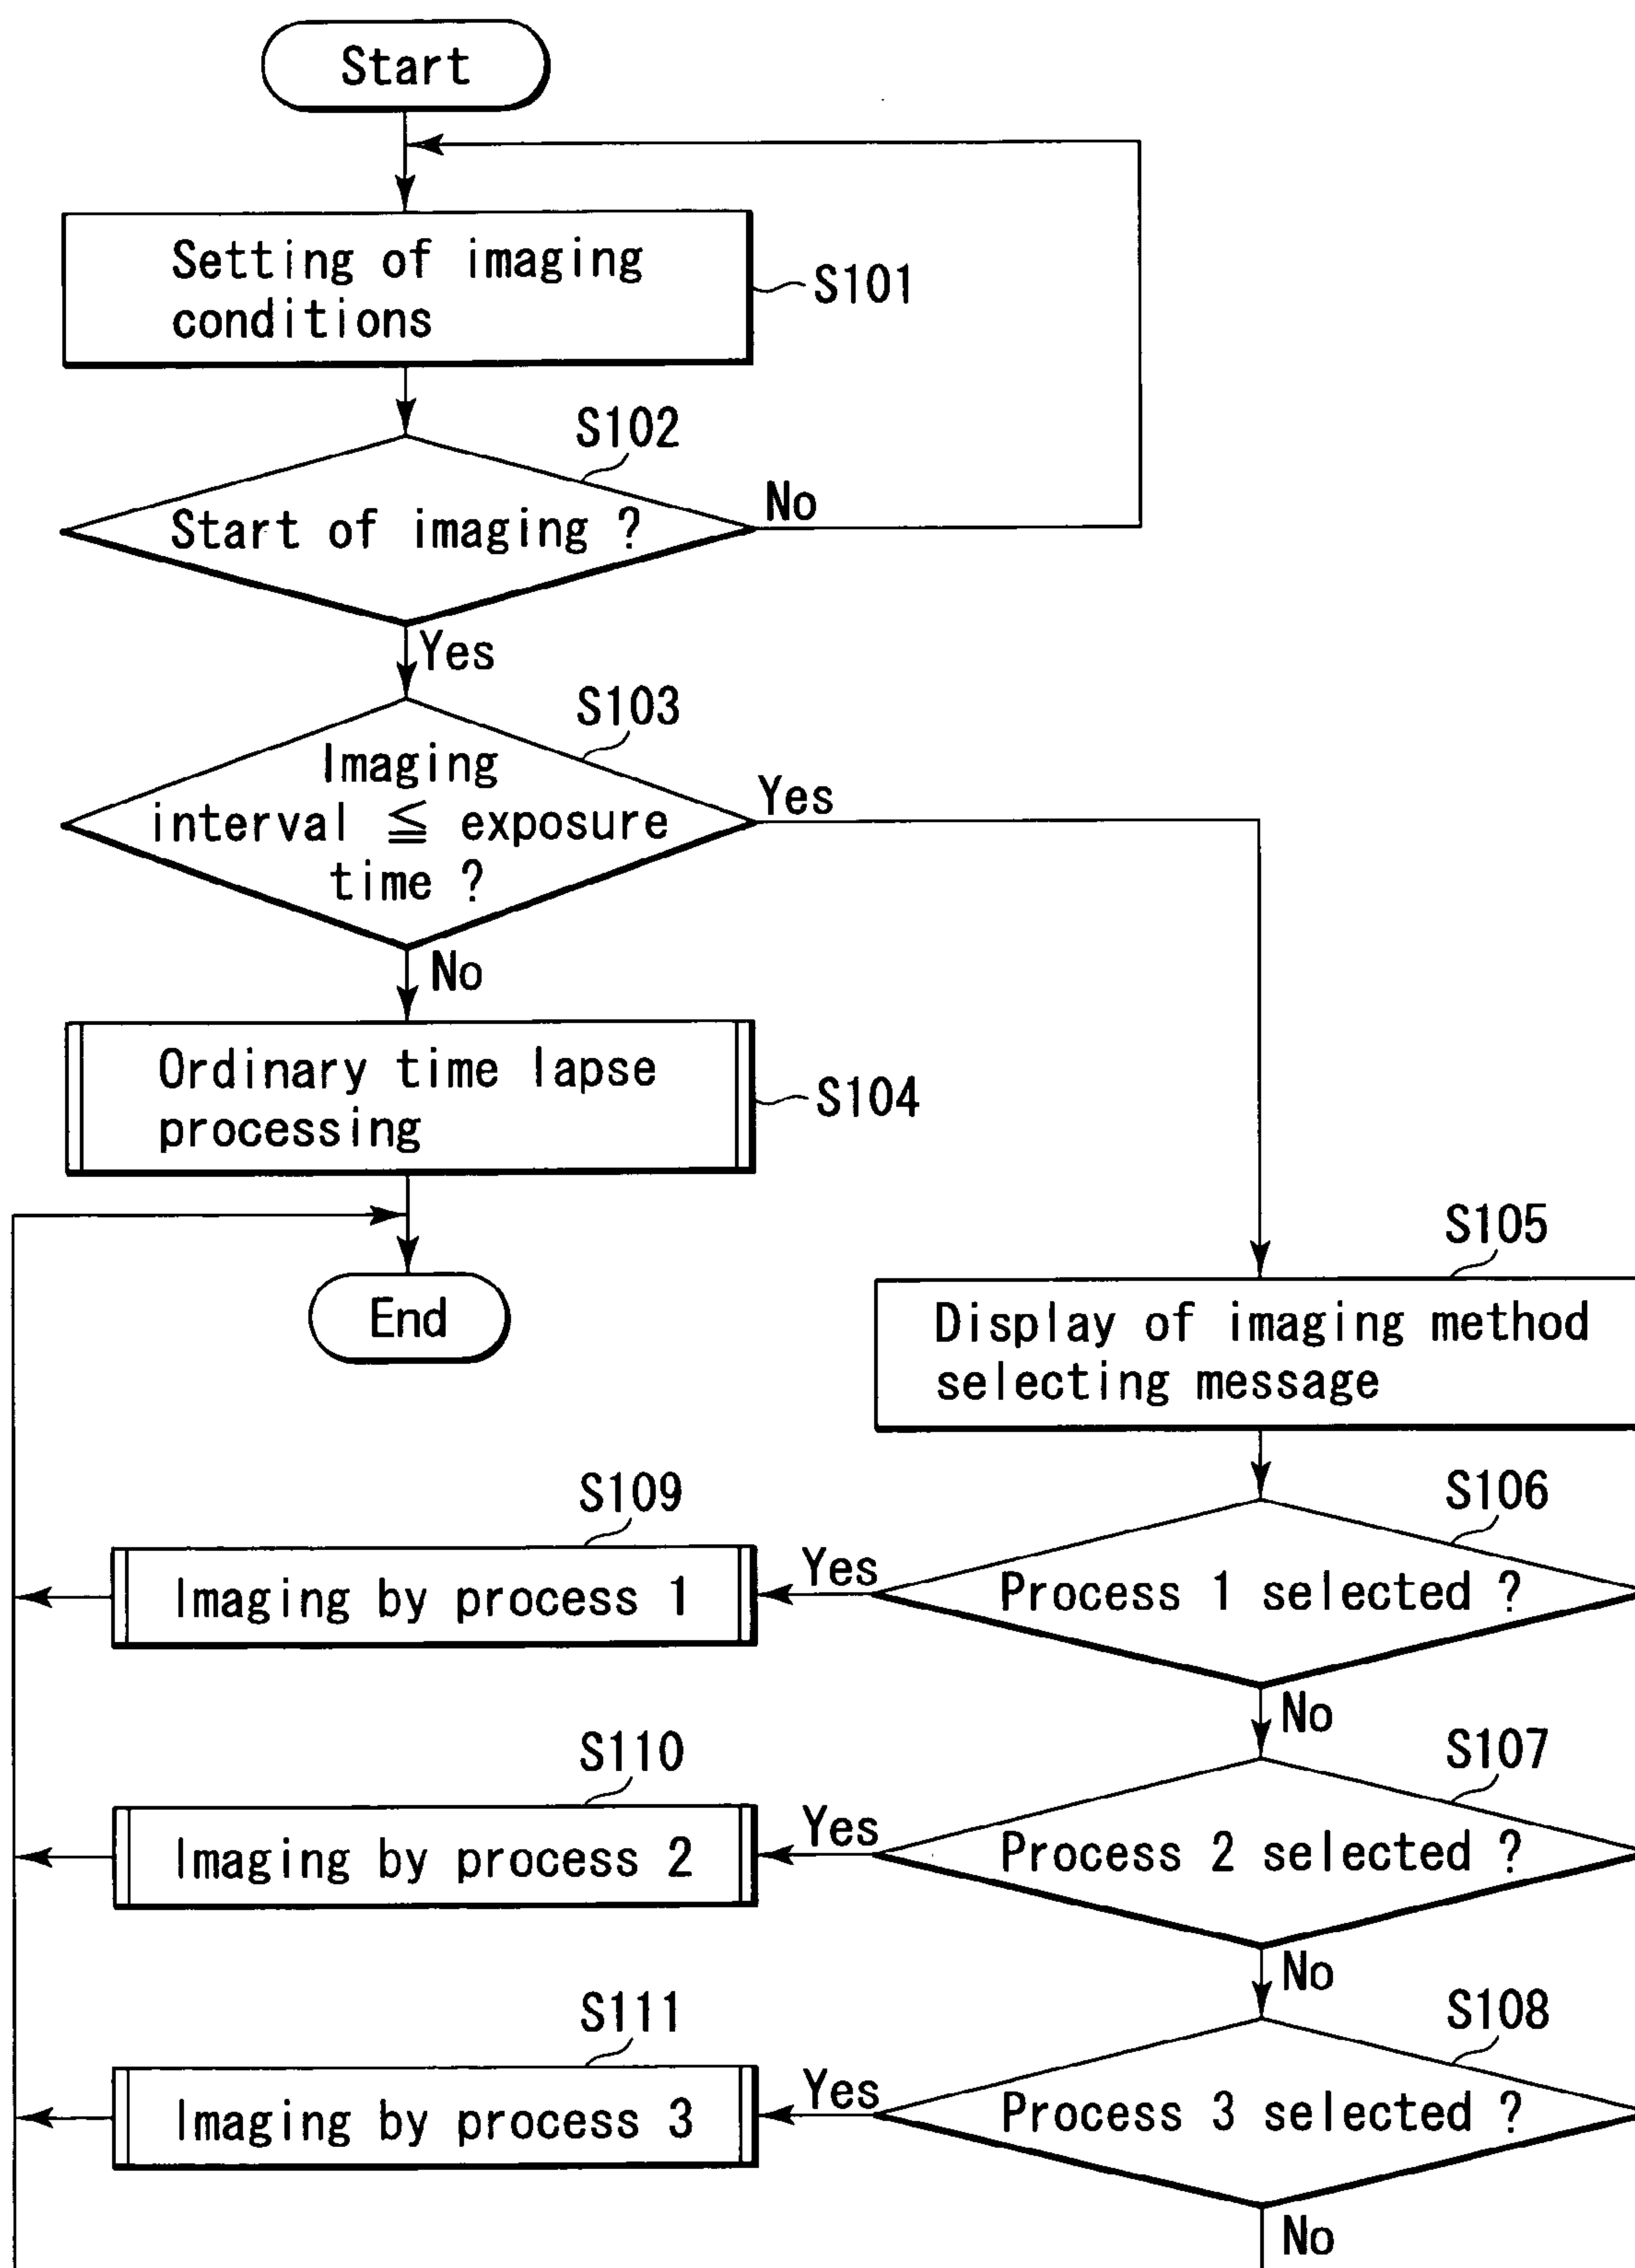 Start
Setting of imaging
conditions
S101
S102
Start of imaging ?
No
Yes
S103
Imaging
interval ≦ exposure
time ?
Yes
No
Ordinary time lapse
processing
S104
End
S105
Display of imaging method
selecting message
S109
S106
Imaging by process 1
Yes
Process 1 selected ?
No
S110
S107
Imaging by process 2
Yes
Process 2 selected ?
No
S111
S108
Imaging by process 3
Yes
Process 3 selected ?
No